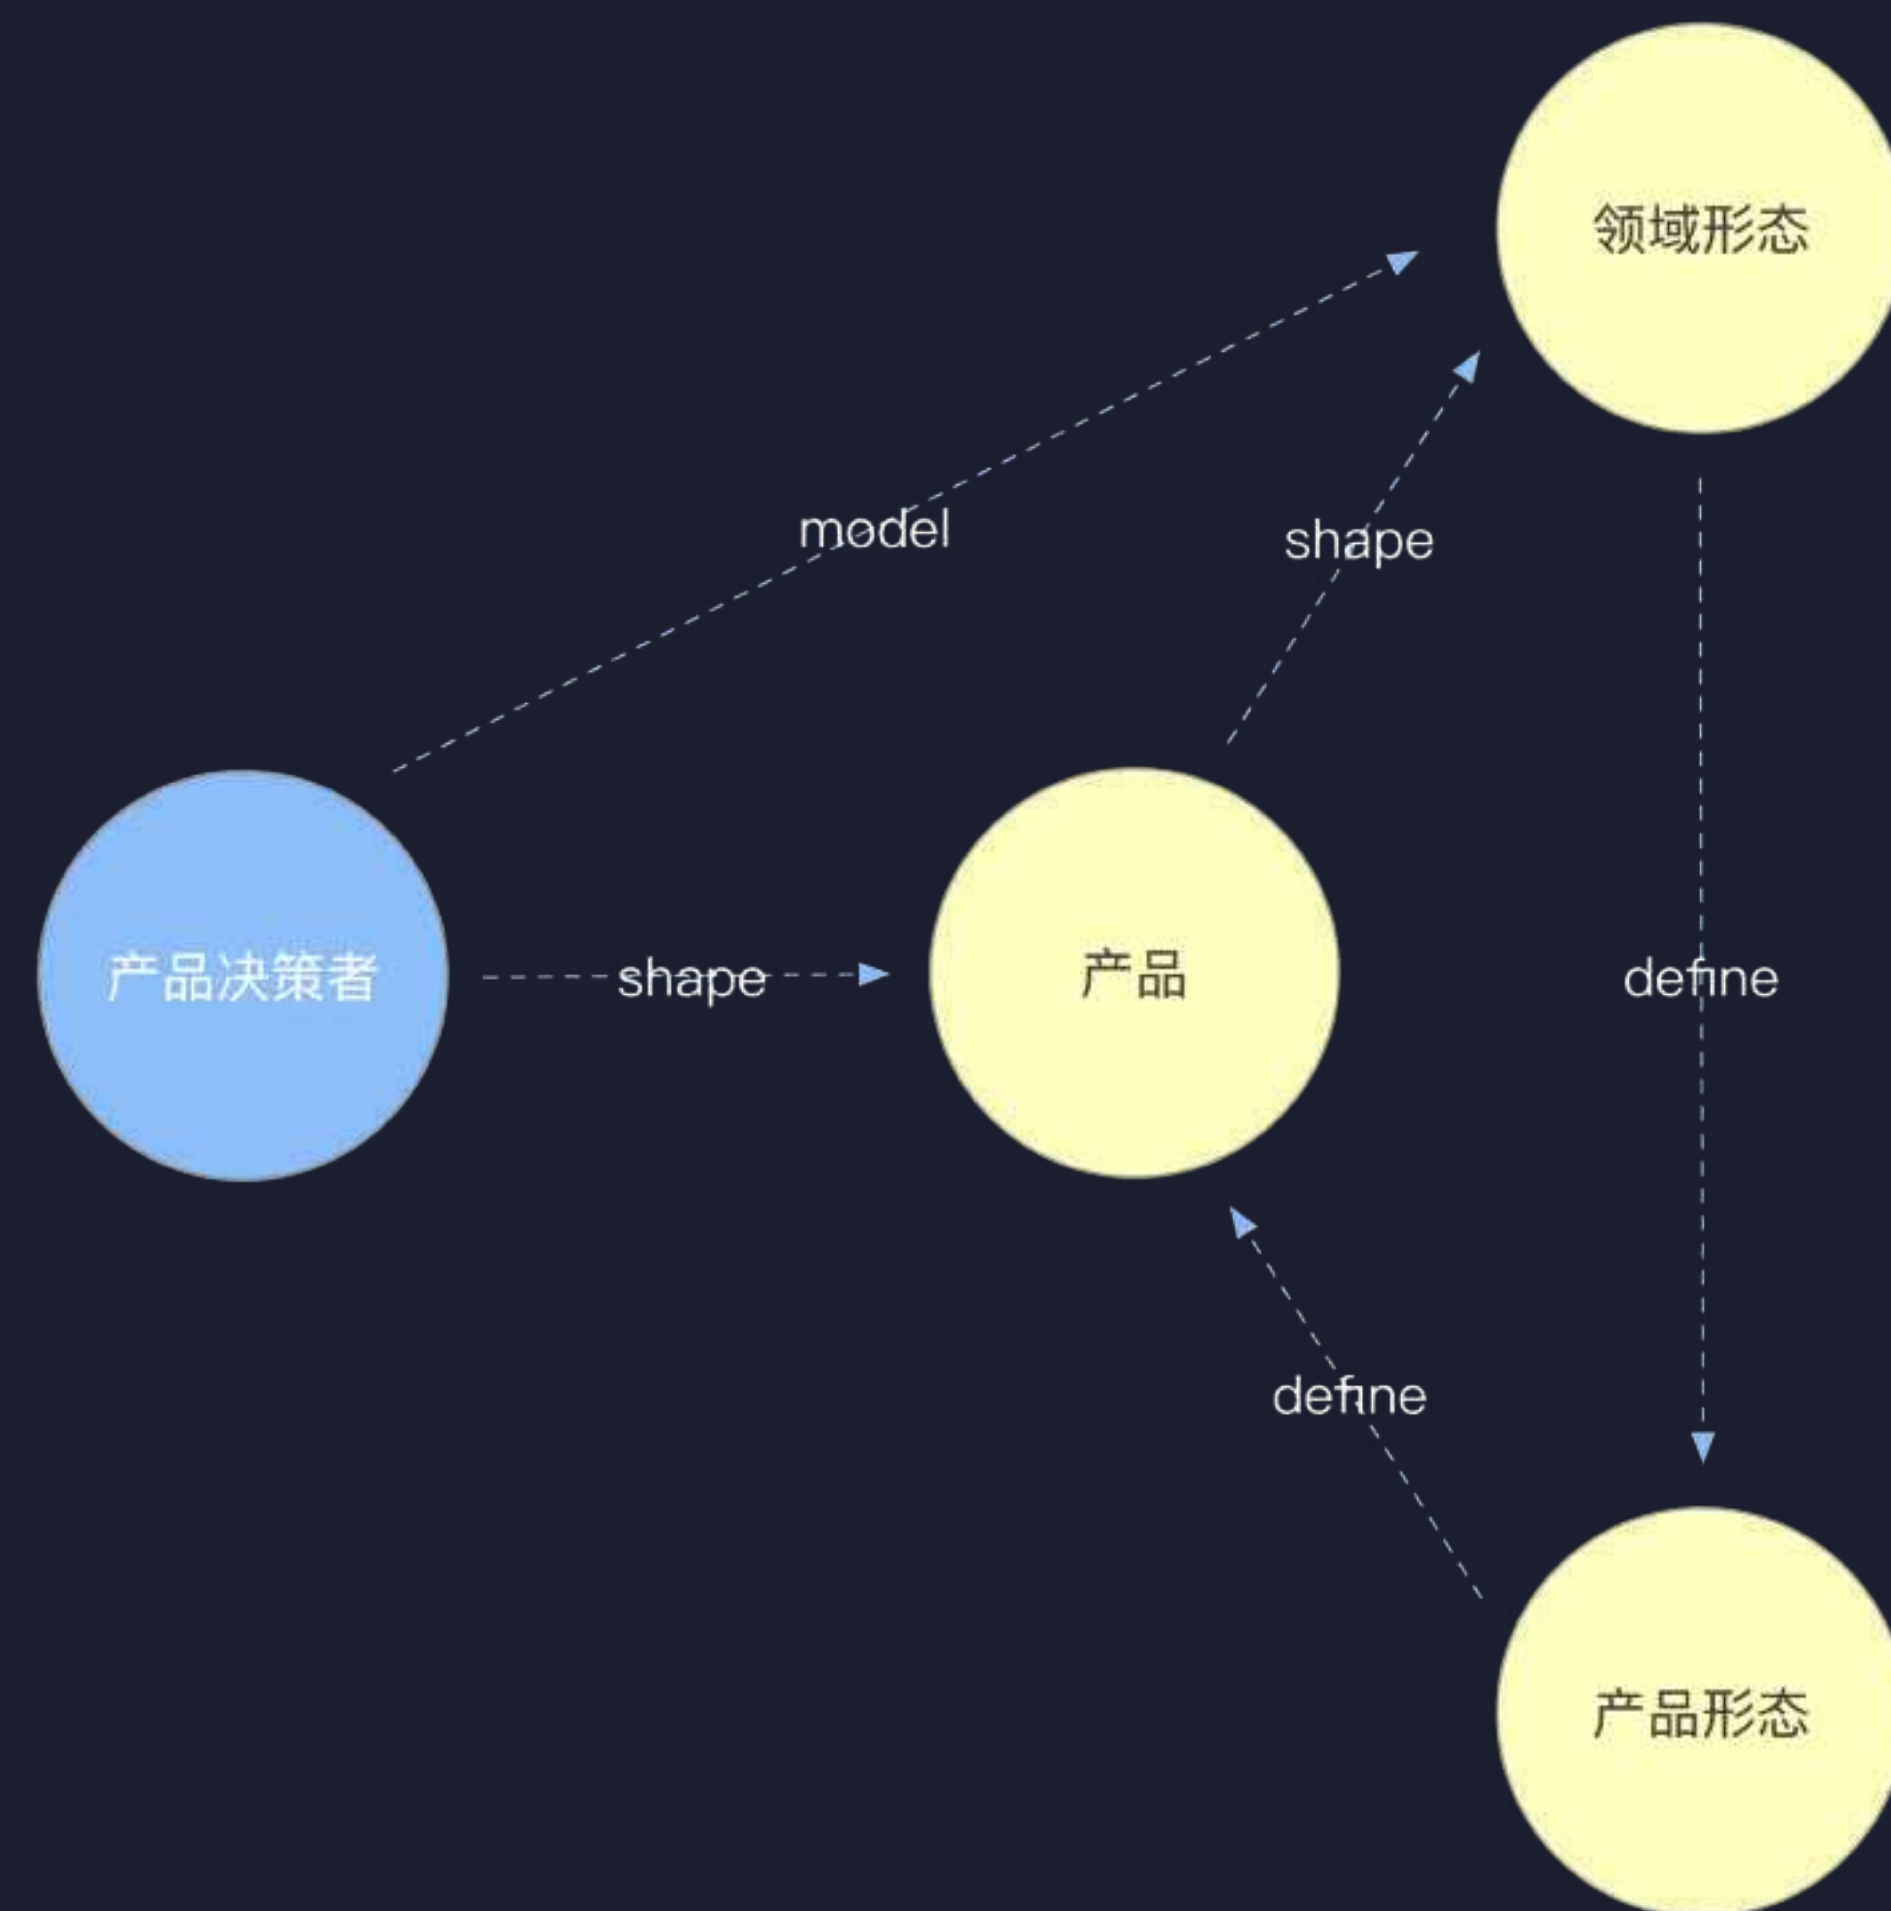 领域形态
model
shape
产品决策者
shape
产品
define
define
产品形态